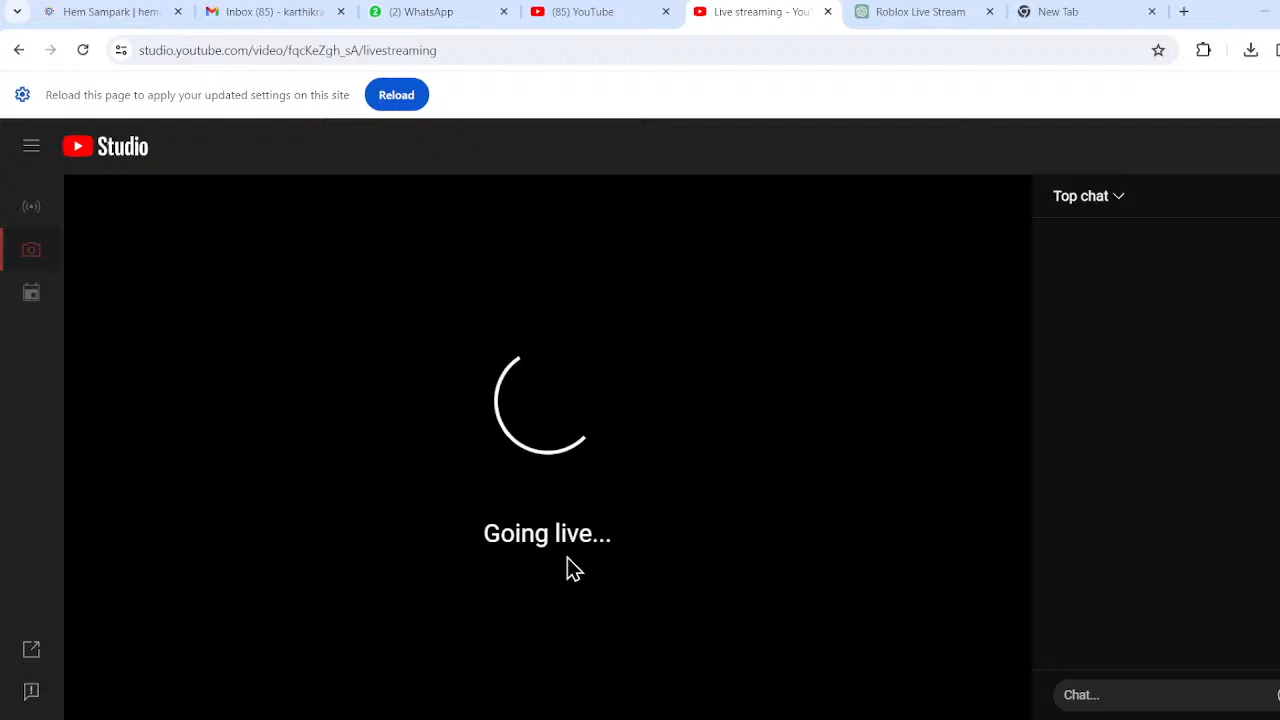 Hem Sampark | hem
Inbox (85) - karthikra
(2) WhatsApp
(85) YouTube
Live streaming - You
Roblox Live Stream
New Tab
studio.youtube.com/video/fqcKeZgh_sA/livestreaming
Reload this page to apply your updated settings on this site
Reload
Studio
Top chat
Going live...
Chat...